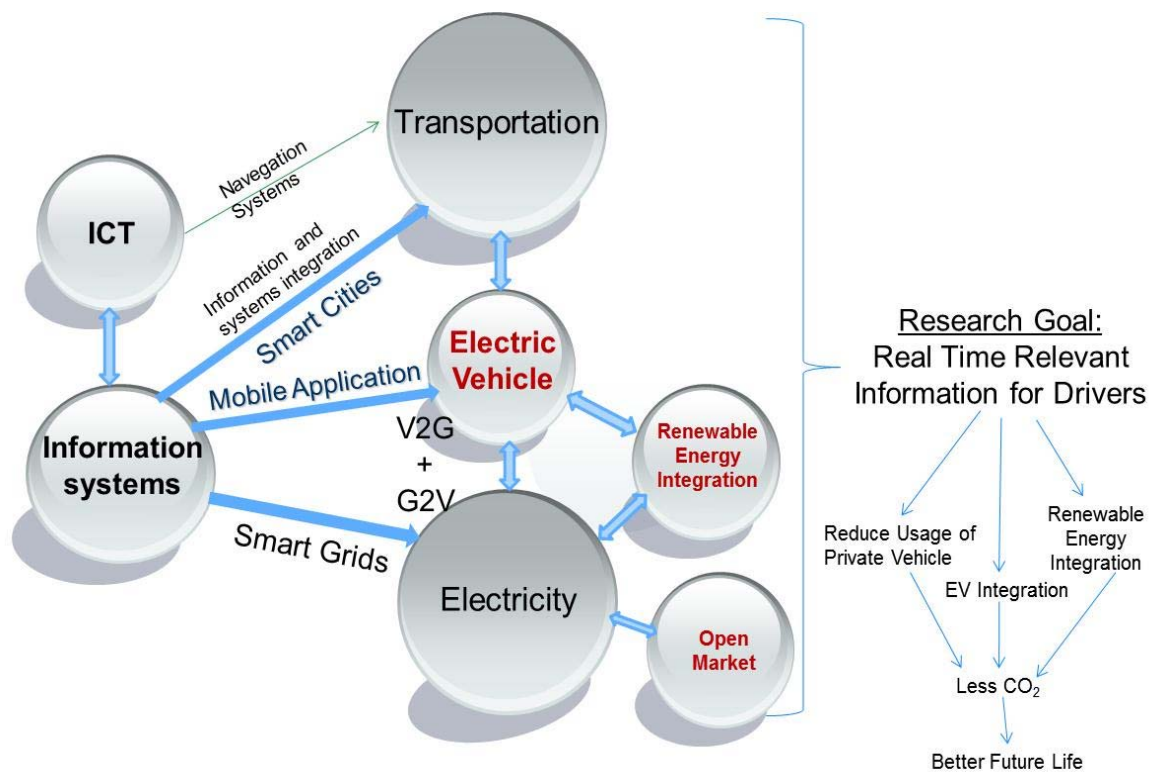 Transportation
Navegation
Systems
ICT
Information and
systems integration
Smart Cities
Mobile Application
Electric
Vehicle
V2G
+
G2V
Information
systems
Smart Grids
Renewable
Energy
Integration
Electricity
Open
Market
Research Goal:
Real Time Relevant
Information for Drivers
Reduce Usage of
Private Vehicle
EV Integration
Renewable
Energy
Integration
Less CO₂
Better Future Life